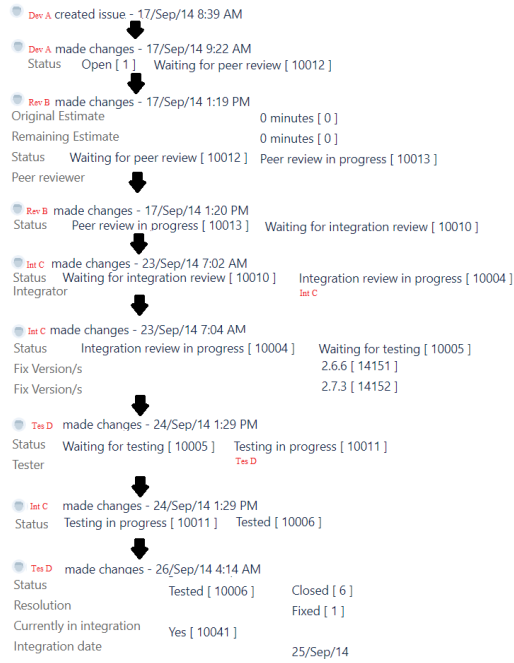 Dev A created issue - 17/Sep/14 8:39 AM
Dev A made changes - 17/Sep/14 9:22 AM
Status Open [ 1 ] Waiting for peer review [ 10012 ]
Rev B made changes - 17/Sep/14 1:19 PM
Original Estimate 0 minutes [ 0 ]
Remaining Estimate 0 minutes [ 0 ]
Status Waiting for peer review [ 10012 ] Peer review in progress [ 10013 ]
Peer reviewer
Rev B made changes - 17/Sep/14 1:20 PM
Status Peer review in progress [ 10013 ] Waiting for integration review [ 10010 ]
Int C made changes - 23/Sep/14 7:02 AM
Status Waiting for integration review [ 10010 ] Integration review in progress [ 10004 ]
Integrator Int C
Int C made changes - 23/Sep/14 7:04 AM
Status Integration review in progress [ 10004 ] Waiting for testing [ 10005 ]
Fix Version/s 2.6.6 [ 14151 ]
Fix Version/s 2.7.3 [ 14152 ]
Tes D made changes - 24/Sep/14 1:29 PM
Status Waiting for testing [ 10005 ] Testing in progress [ 10011 ]
Tester Tes D
Int C made changes - 24/Sep/14 1:29 PM
Status Testing in progress [ 10011 ] Tested [ 10006 ]
Tes D made changes - 26/Sep/14 4:14 AM
Status Tested [ 10006 ] Closed [ 6 ]
Resolution Fixed [ 1 ]
Currently in integration Yes [ 10041 ]
Integration date 25/Sep/14